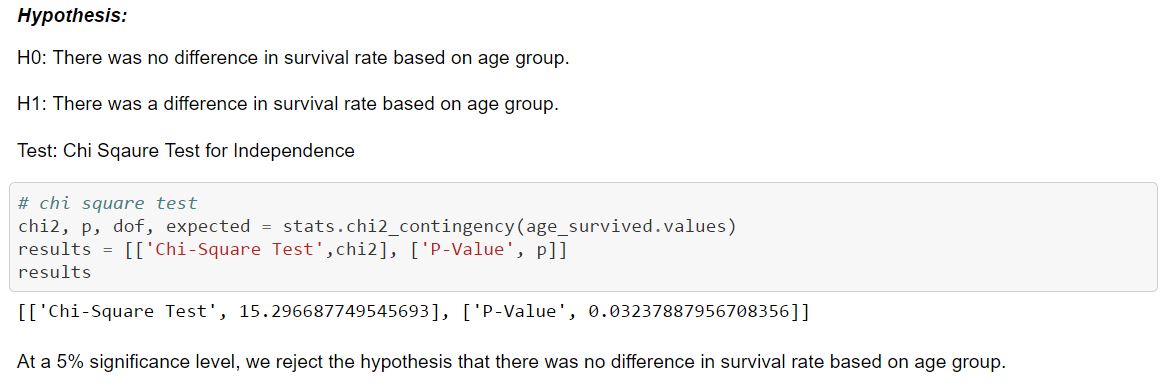 Hypothesis:
H0: There was no difference in survival rate based on age group.
H1: There was a difference in survival rate based on age group.
Test: Chi Sqaure Test for Independence
# chi square test
chi2, p, dof, expected = stats.chi2_contingency(age_survived.values)
results = [['Chi-Square Test',chi2], ['P-Value', p]]
results
[['Chi-Square Test', 15.296687749545693], ['P-Value', 0.03237887956708356]]
At a 5% significance level, we reject the hypothesis that there was no difference in survival rate based on age group.